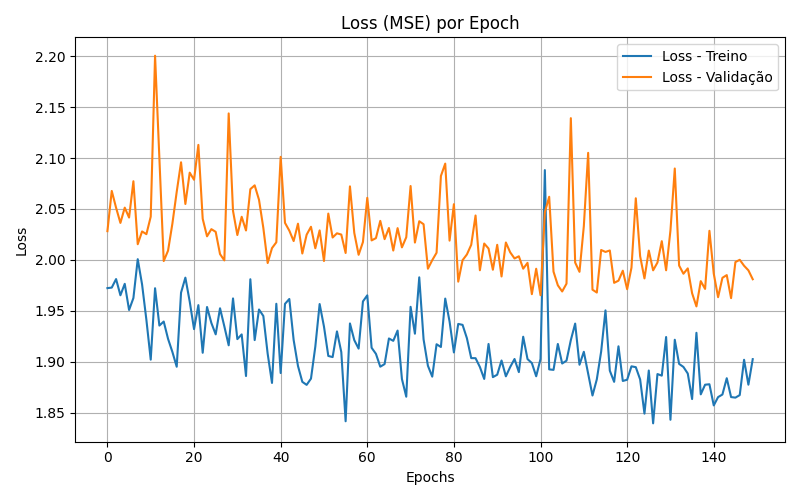 Loss (MSE) por Epoch
Loss - Treino
Loss - Validação
2.20
2.15
2.10
2.05
2.00
1.95
1.90
1.85
Loss
0 20 40 60 80 100 120 140
Epochs